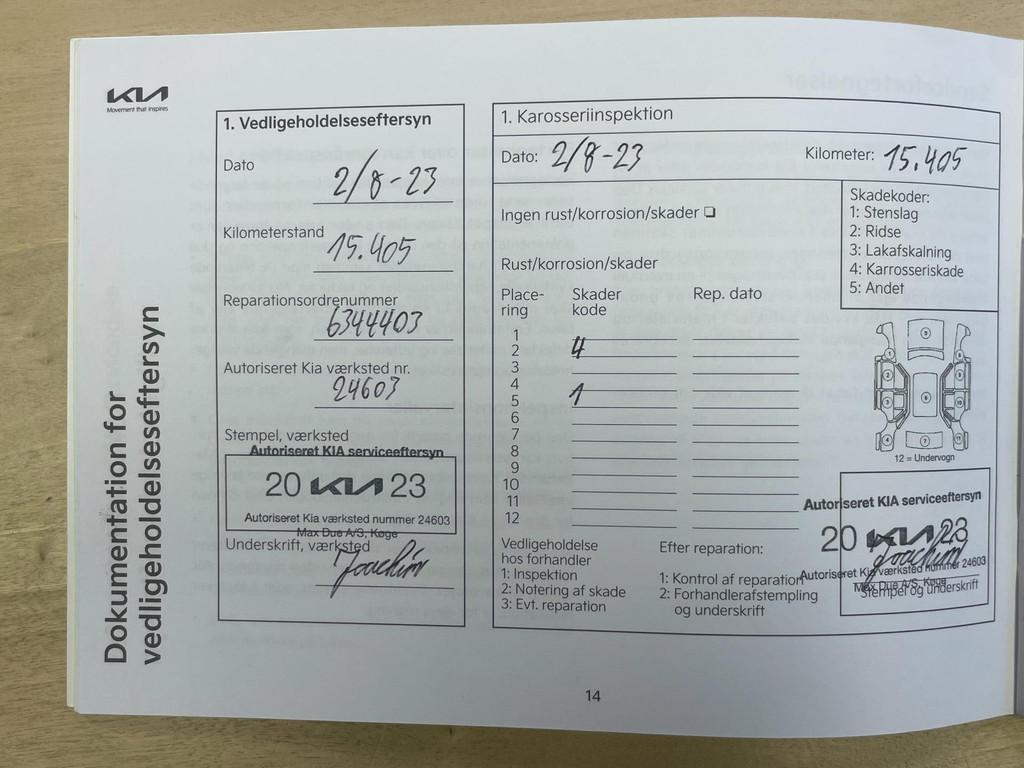 KIA
Movement that inspires
Dokumentation for
vedligeholdelseseftersyn
1. Vedligeholdelseseftersyn
Dato
2/8-23
Kilometerstand
15.405
Reparationsordrenummer
6344403
Autoriseret Kia værksted nr.
24603
Stempel, værksted
Autoriseret KIA serviceeftersyn
20 KIA 23
Autoriseret Kia værksted nummer 24603
Max Due A/S, Køge
Underskrift, værksted
Joachim
1. Karosseriinspektion
Dato: 2/8-23
Kilometer: 15.405
Ingen rust/korrosion/skader ❏
Rust/korrosion/skader
Place-
ring
Skader
kode
Rep. dato
1
2 4
3
4
5 1
6
7
8
9
10
11
12
Skadekoder:
1: Stenslag
2: Ridse
3: Lakafskalning
4: Karrosseriskade
5: Andet
12 = Undervogn
Vedligeholdelse
hos forhandler
1: Inspektion
2: Notering af skade
3: Evt. reparation
Efter reparation:
1: Kontrol af reparation
2: Forhandlerafstempling
og underskrift
Autoriseret KIA serviceeftersyn
20 KIA 23
Joachim
Autoriseret Kia værksted nummer 24603
Max Due A/S, Køge
Stempel og underskrift
14